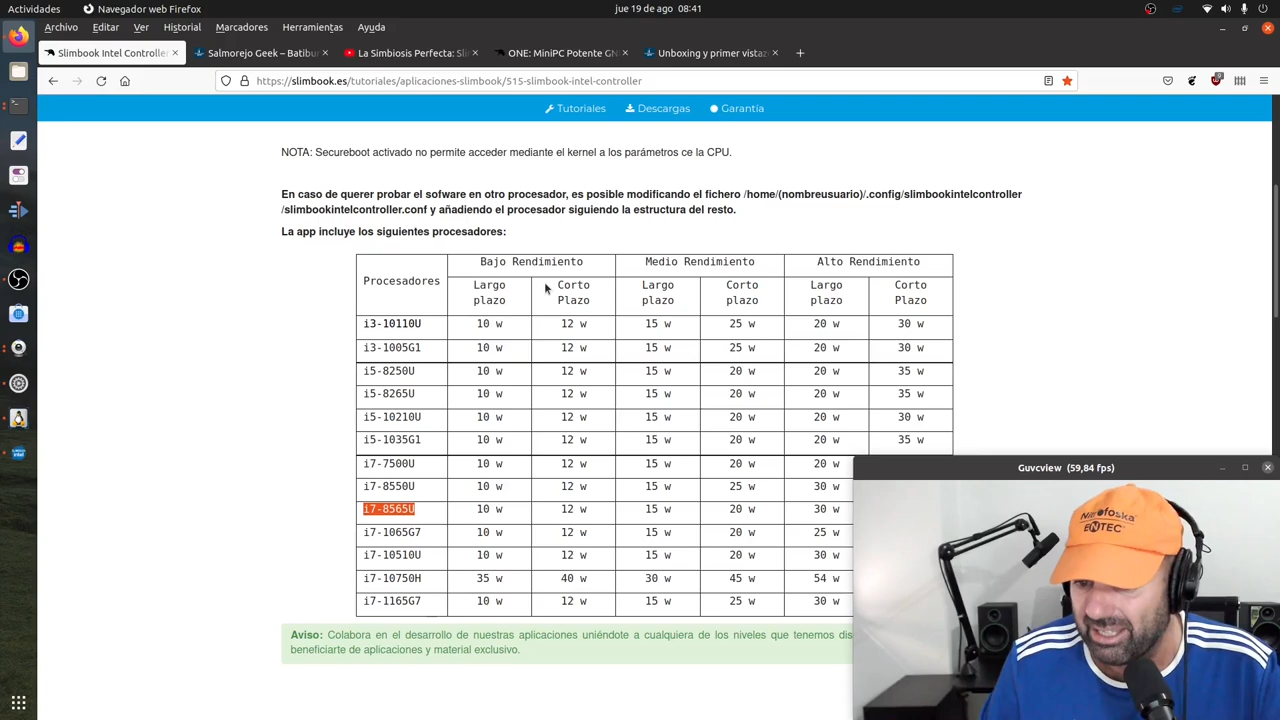 Actividades
Navegador web Firefox
jue 19 de ago 08:41
Archivo Editar Ver Historial Marcadores Herramientas Ayuda
Slimbook Intel Controller
Salmorejo Geek – Batibur
La Simbiosis Perfecta: Sli
ONE: MiniPC Potente GN
Unboxing y primer vistazo
https://slimbook.es/tutoriales/aplicaciones-slimbook/515-slimbook-intel-controller
Tutoriales Descargas Garantía
NOTA: Secureboot activado no permite acceder mediante el kernel a los parámetros ce la CPU.
En caso de querer probar el sofware en otro procesador, es posible modificando el fichero /home/(nombreusuario)/.config/slimbookintelcontroller
/slimbookintelcontroller.conf y añadiendo el procesador siguiendo la estructura del resto.
La app incluye los siguientes procesadores:
Procesadores Bajo Rendimiento Medio Rendimiento Alto Rendimiento
Largo plazo Corto Plazo Largo plazo Corto plazo Largo plazo Corto Plazo
i3-10110U 10 w 12 w 15 w 25 w 20 w 30 w
i3-1005G1 10 w 12 w 15 w 25 w 20 w 30 w
i5-8250U 10 w 12 w 15 w 20 w 20 w 35 w
i5-8265U 10 w 12 w 15 w 20 w 20 w 35 w
i5-10210U 10 w 12 w 15 w 20 w 20 w 30 w
i5-1035G1 10 w 12 w 15 w 20 w 20 w 35 w
i7-7500U 10 w 12 w 15 w 20 w 20 w
i7-8550U 10 w 12 w 15 w 25 w 30 w
i7-8565U 10 w 12 w 15 w 20 w 30 w
i7-1065G7 10 w 12 w 15 w 20 w 25 w
i7-10510U 10 w 12 w 15 w 20 w 30 w
i7-10750H 35 w 40 w 30 w 45 w 54 w
i7-1165G7 10 w 12 w 15 w 25 w 30 w
Aviso: Colabora en el desarrollo de nuestras aplicaciones uniéndote a cualquiera de los niveles que tenemos dis
beneficiarte de aplicaciones y material exclusivo.
Guvcview (59,84 fps)
Nitrofoska
ENTEC